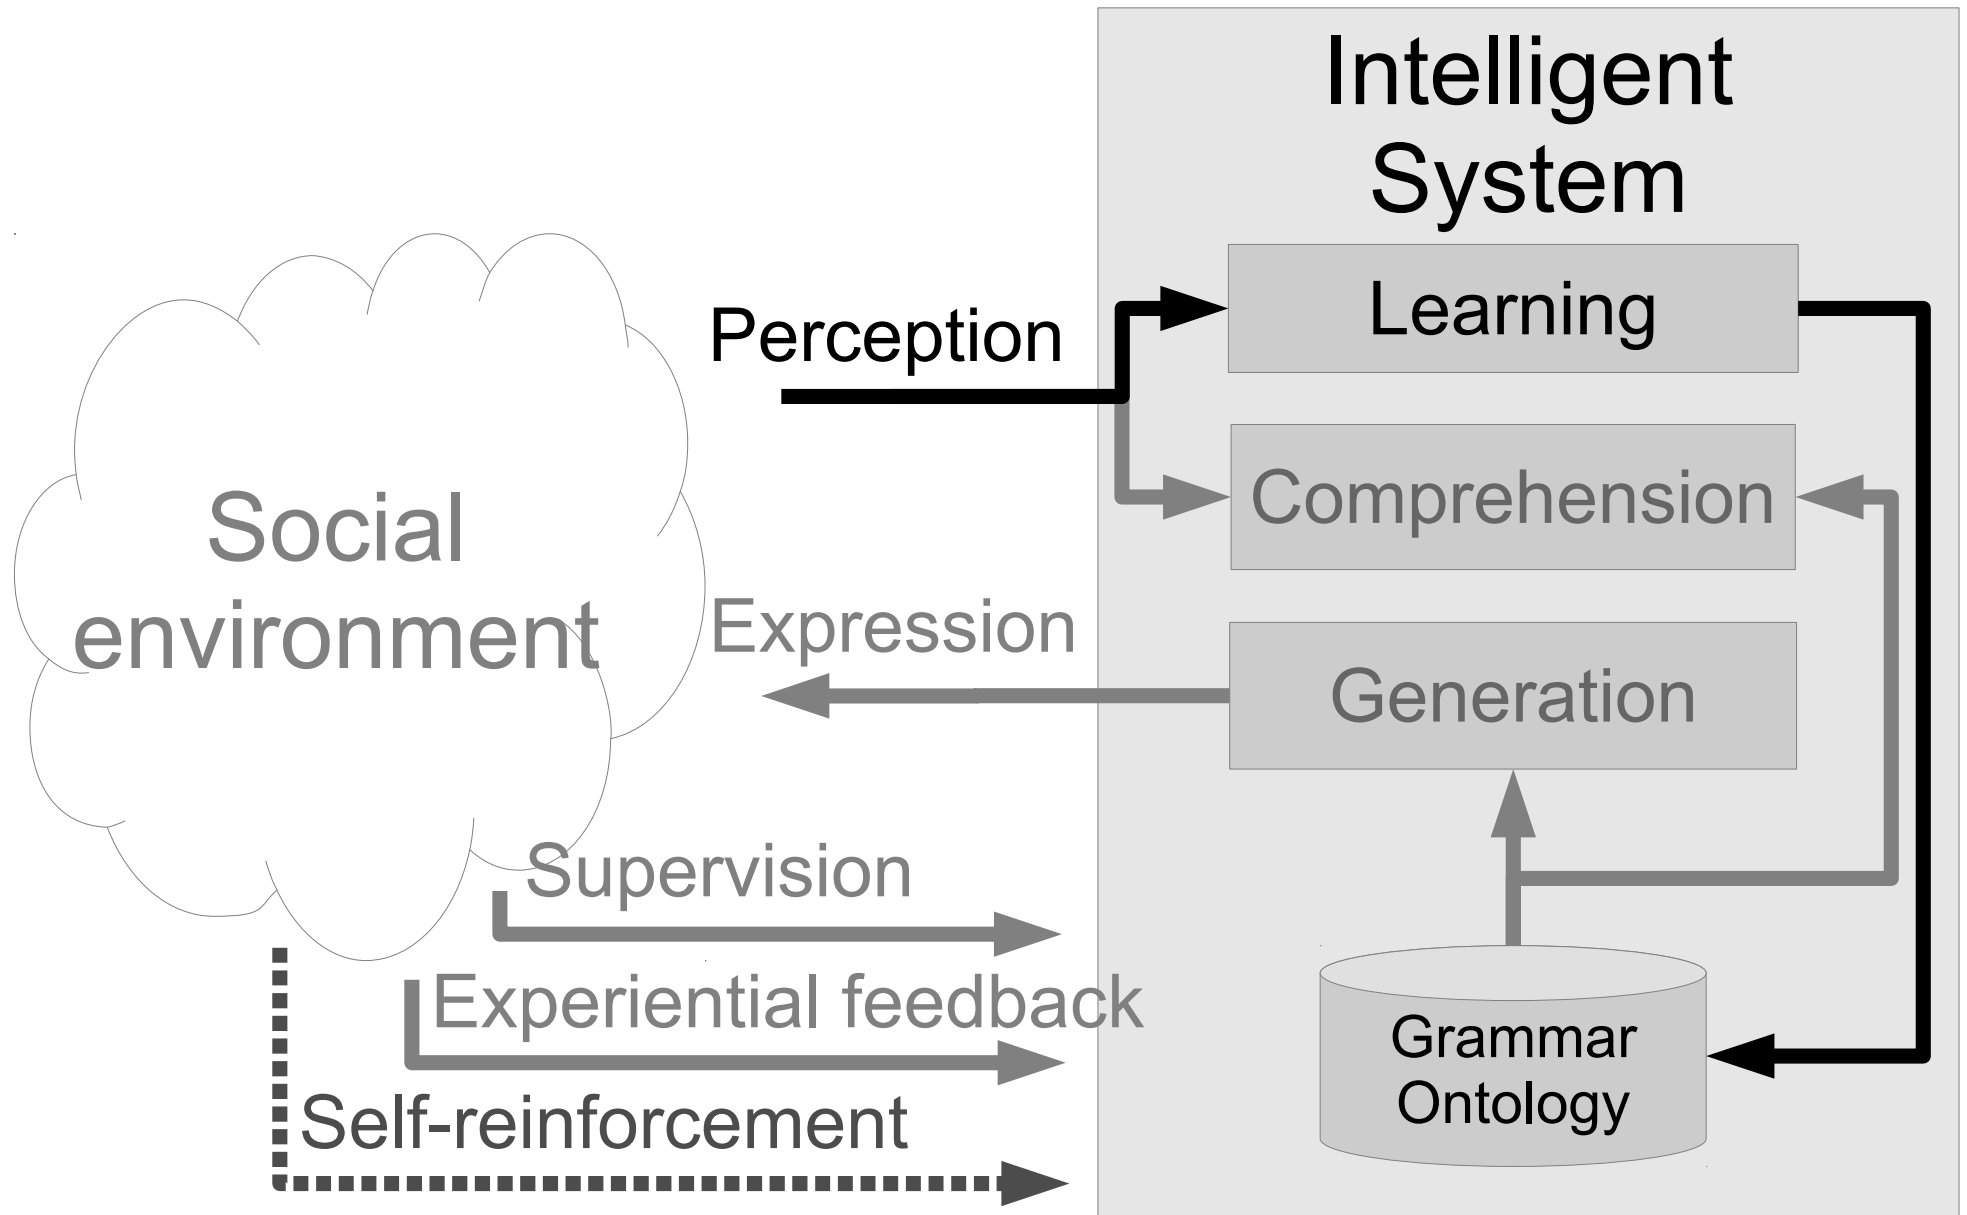 Intelligent
System
Learning
Perception
Comprehension
Social
environment
Expression
Generation
Supervision
Experiential feedback
Grammar
Ontology
Self-reinforcement